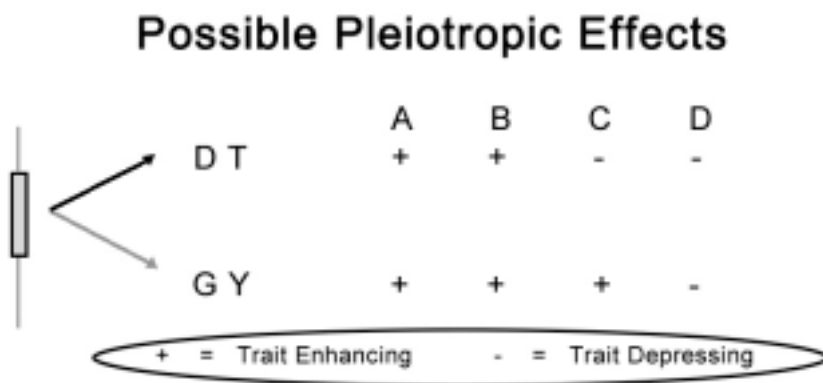 Possible Pleiotropic Effects
A B C D
D T + + - -
G Y + + + -
+ = Trait Enhancing - = Trait Depressing